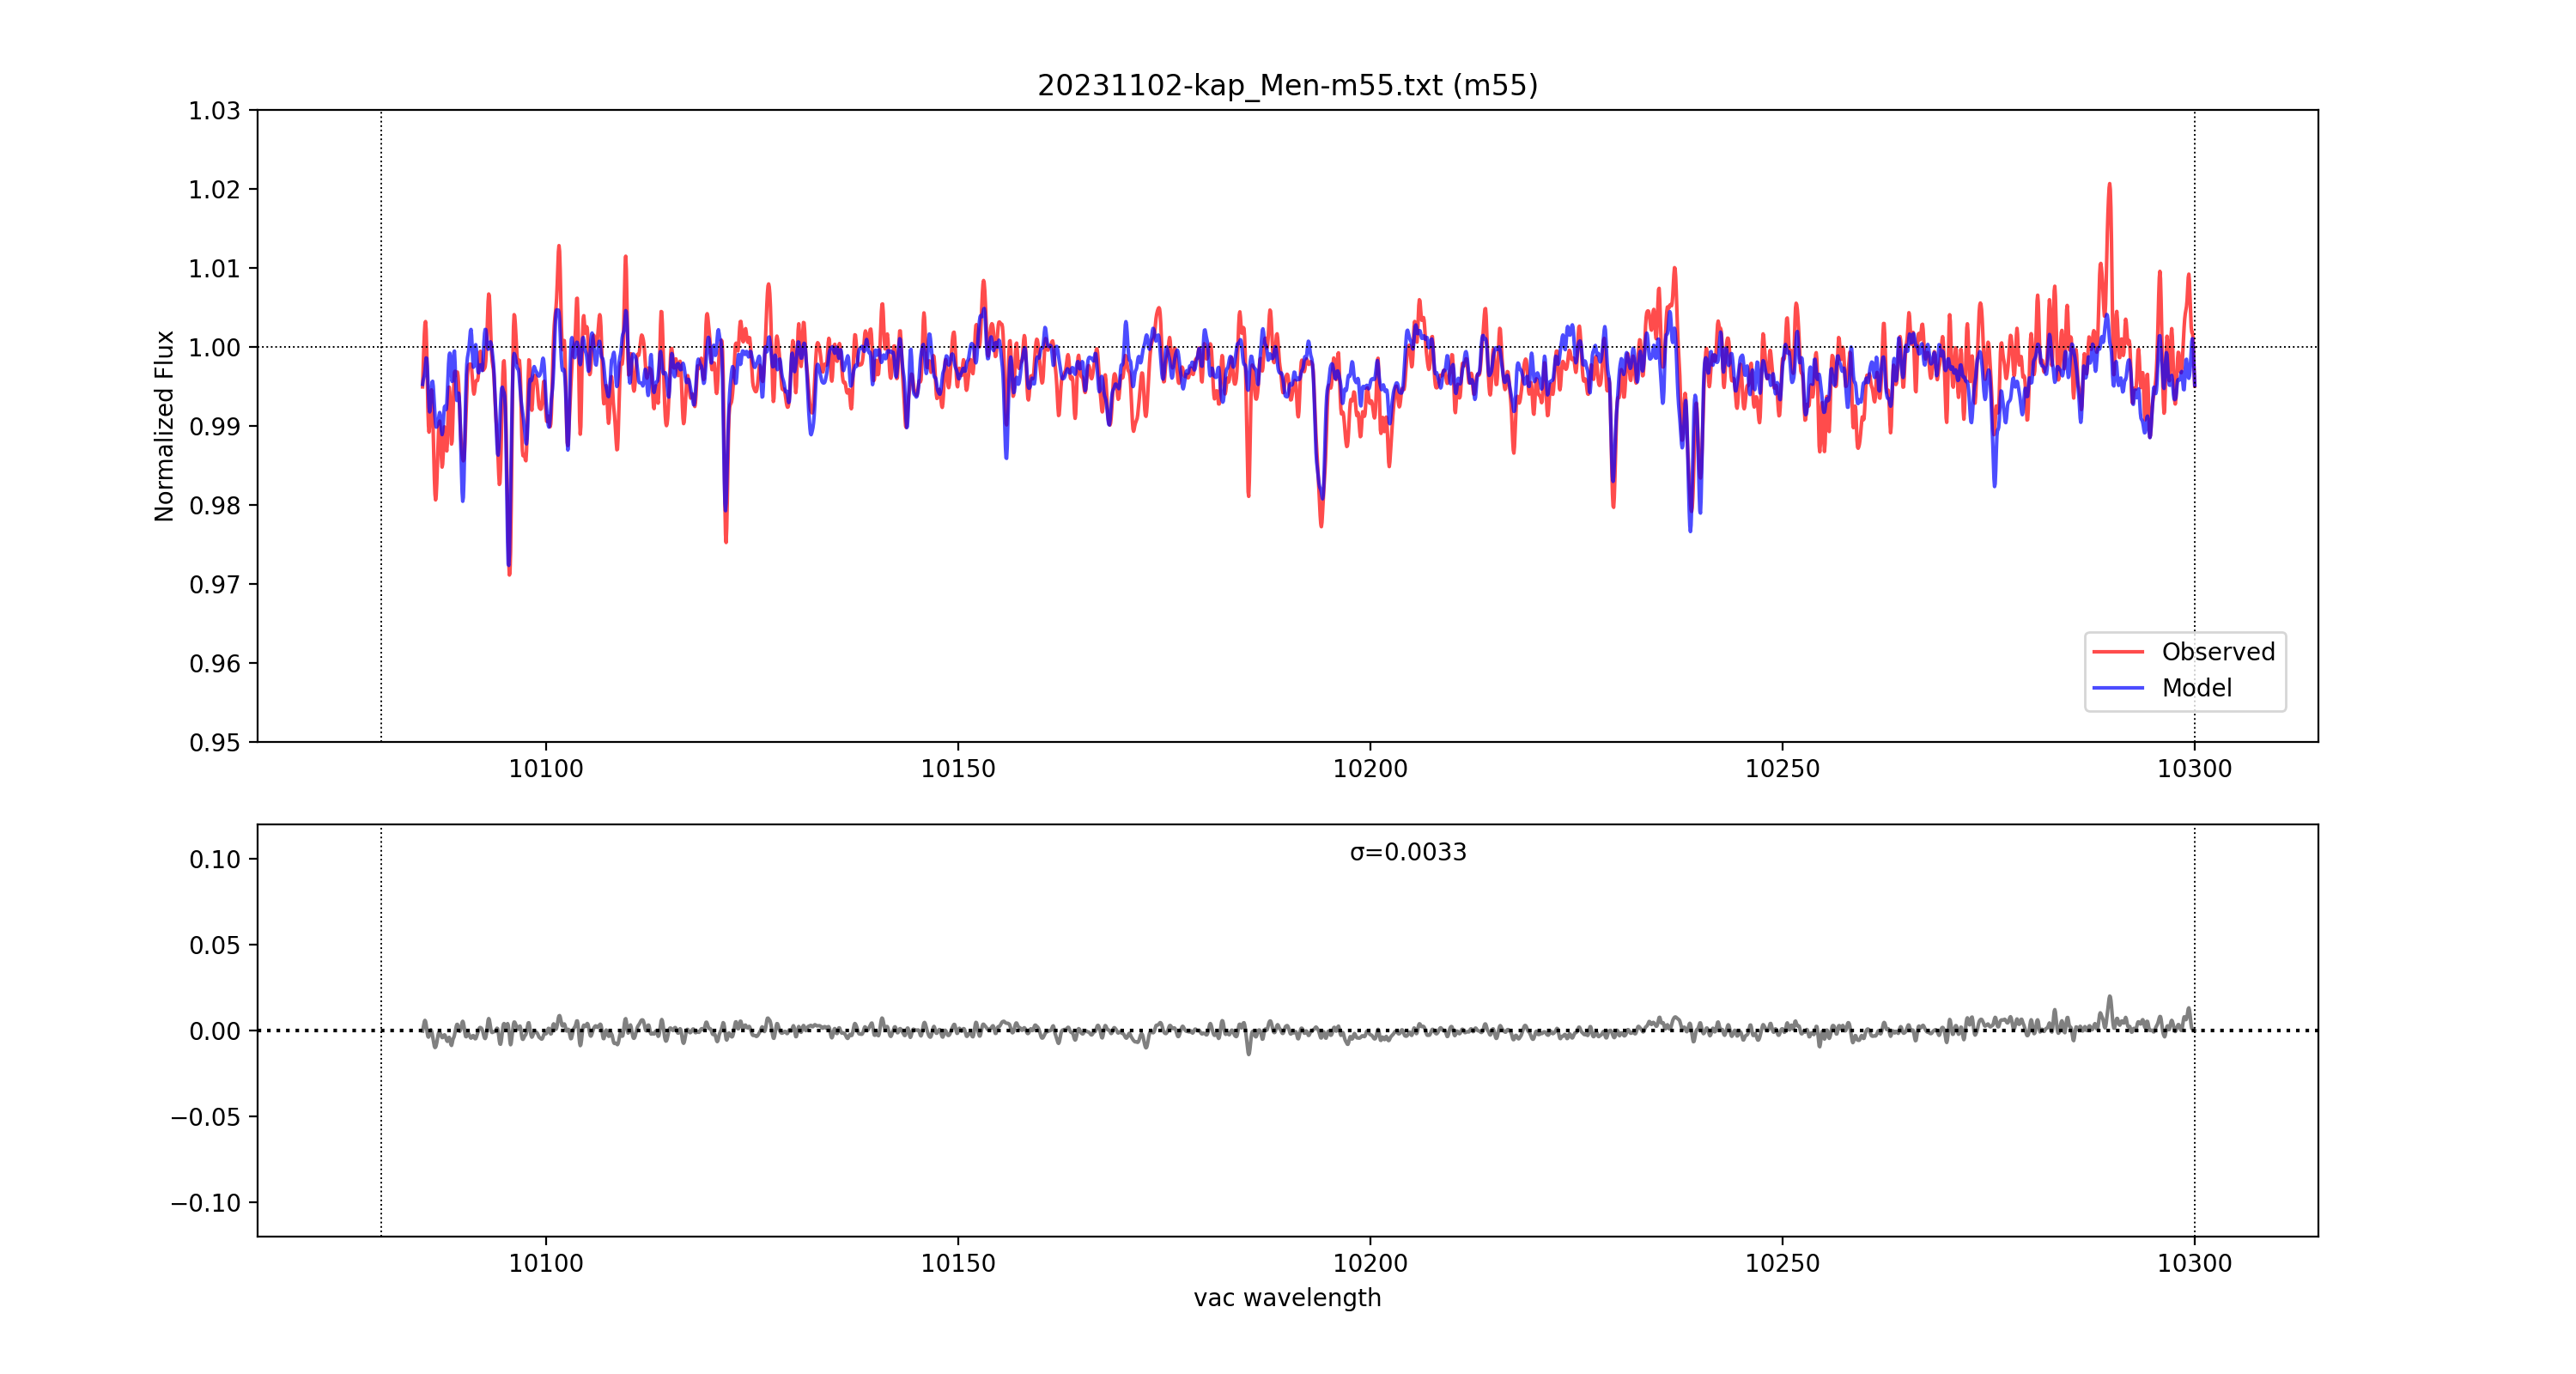 20231102-kap_Men-m55.txt (m55)
1.03
1.02
1.01
1.00
0.99
0.98
0.97
0.96
0.95
Normalized Flux
Observed
Model
10100 10150 10200 10250 10300
σ=0.0033
0.10
0.05
0.00
−0.05
−0.10
10100 10150 10200 10250 10300
vac wavelength